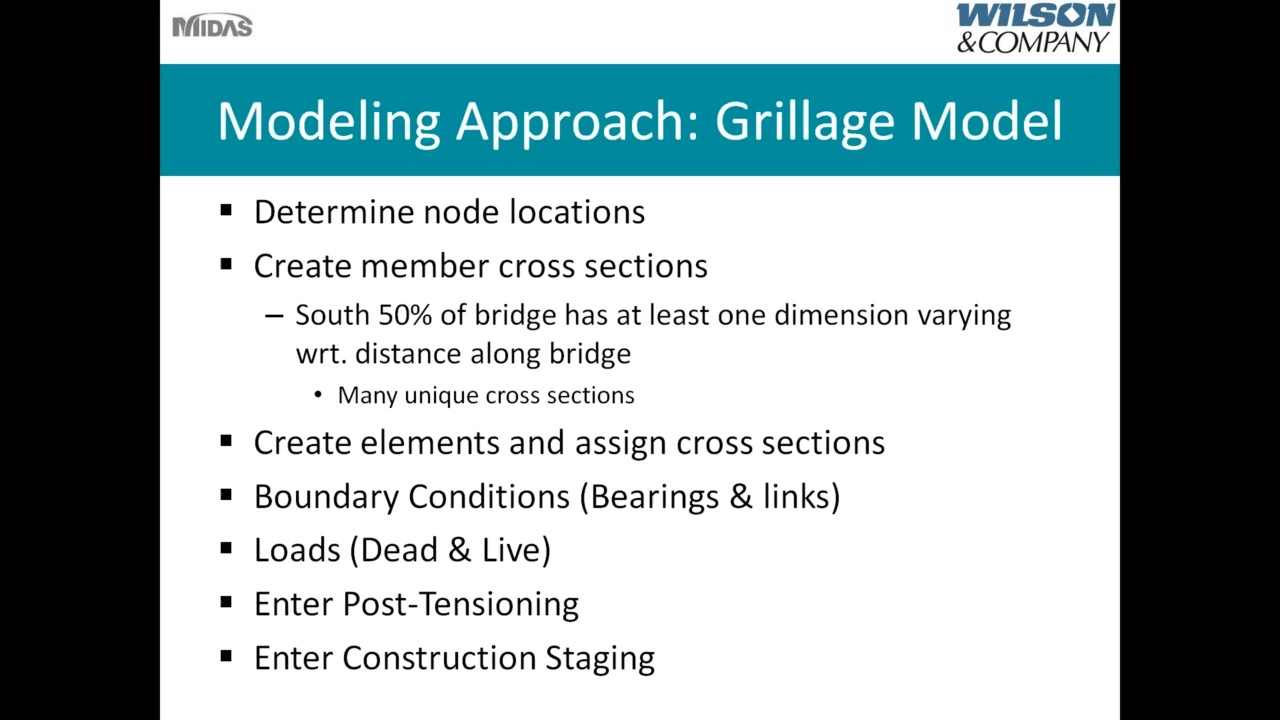 MIDAS
WILSON
&COMPANY
Modeling Approach: Grillage Model
▪ Determine node locations
▪ Create member cross sections
– South 50% of bridge has at least one dimension varying
wrt. distance along bridge
• Many unique cross sections
▪ Create elements and assign cross sections
▪ Boundary Conditions (Bearings & links)
▪ Loads (Dead & Live)
▪ Enter Post-Tensioning
▪ Enter Construction Staging